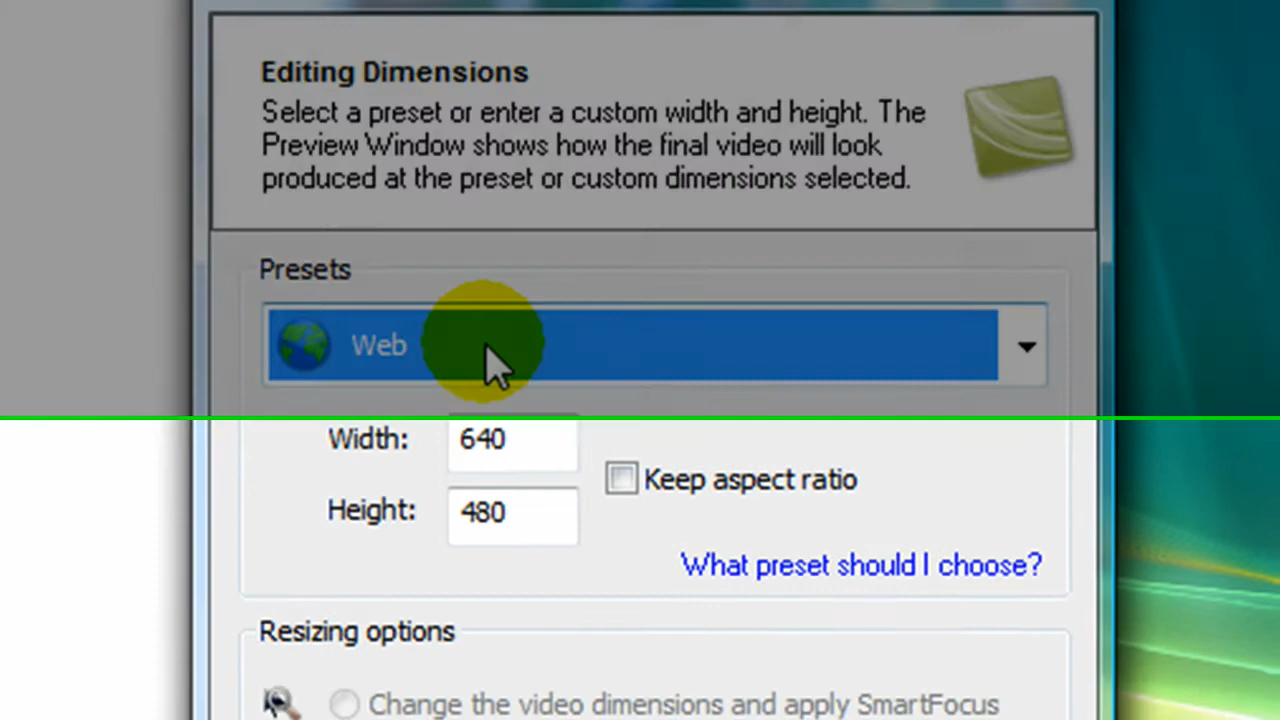 Editing Dimensions
Select a preset or enter a custom width and height. The
Preview Window shows how the final video will look
produced at the preset or custom dimensions selected.
Presets
Web
Width: 640
Keep aspect ratio
Height: 480
What preset should I choose?
Resizing options
Change the video dimensions and apply SmartFocus